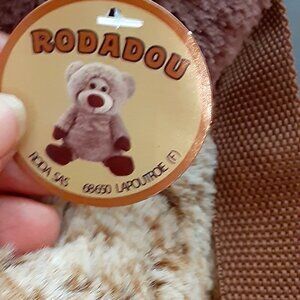 RODADOU
RODA SAS 68650 LAPOUTROIE (F)